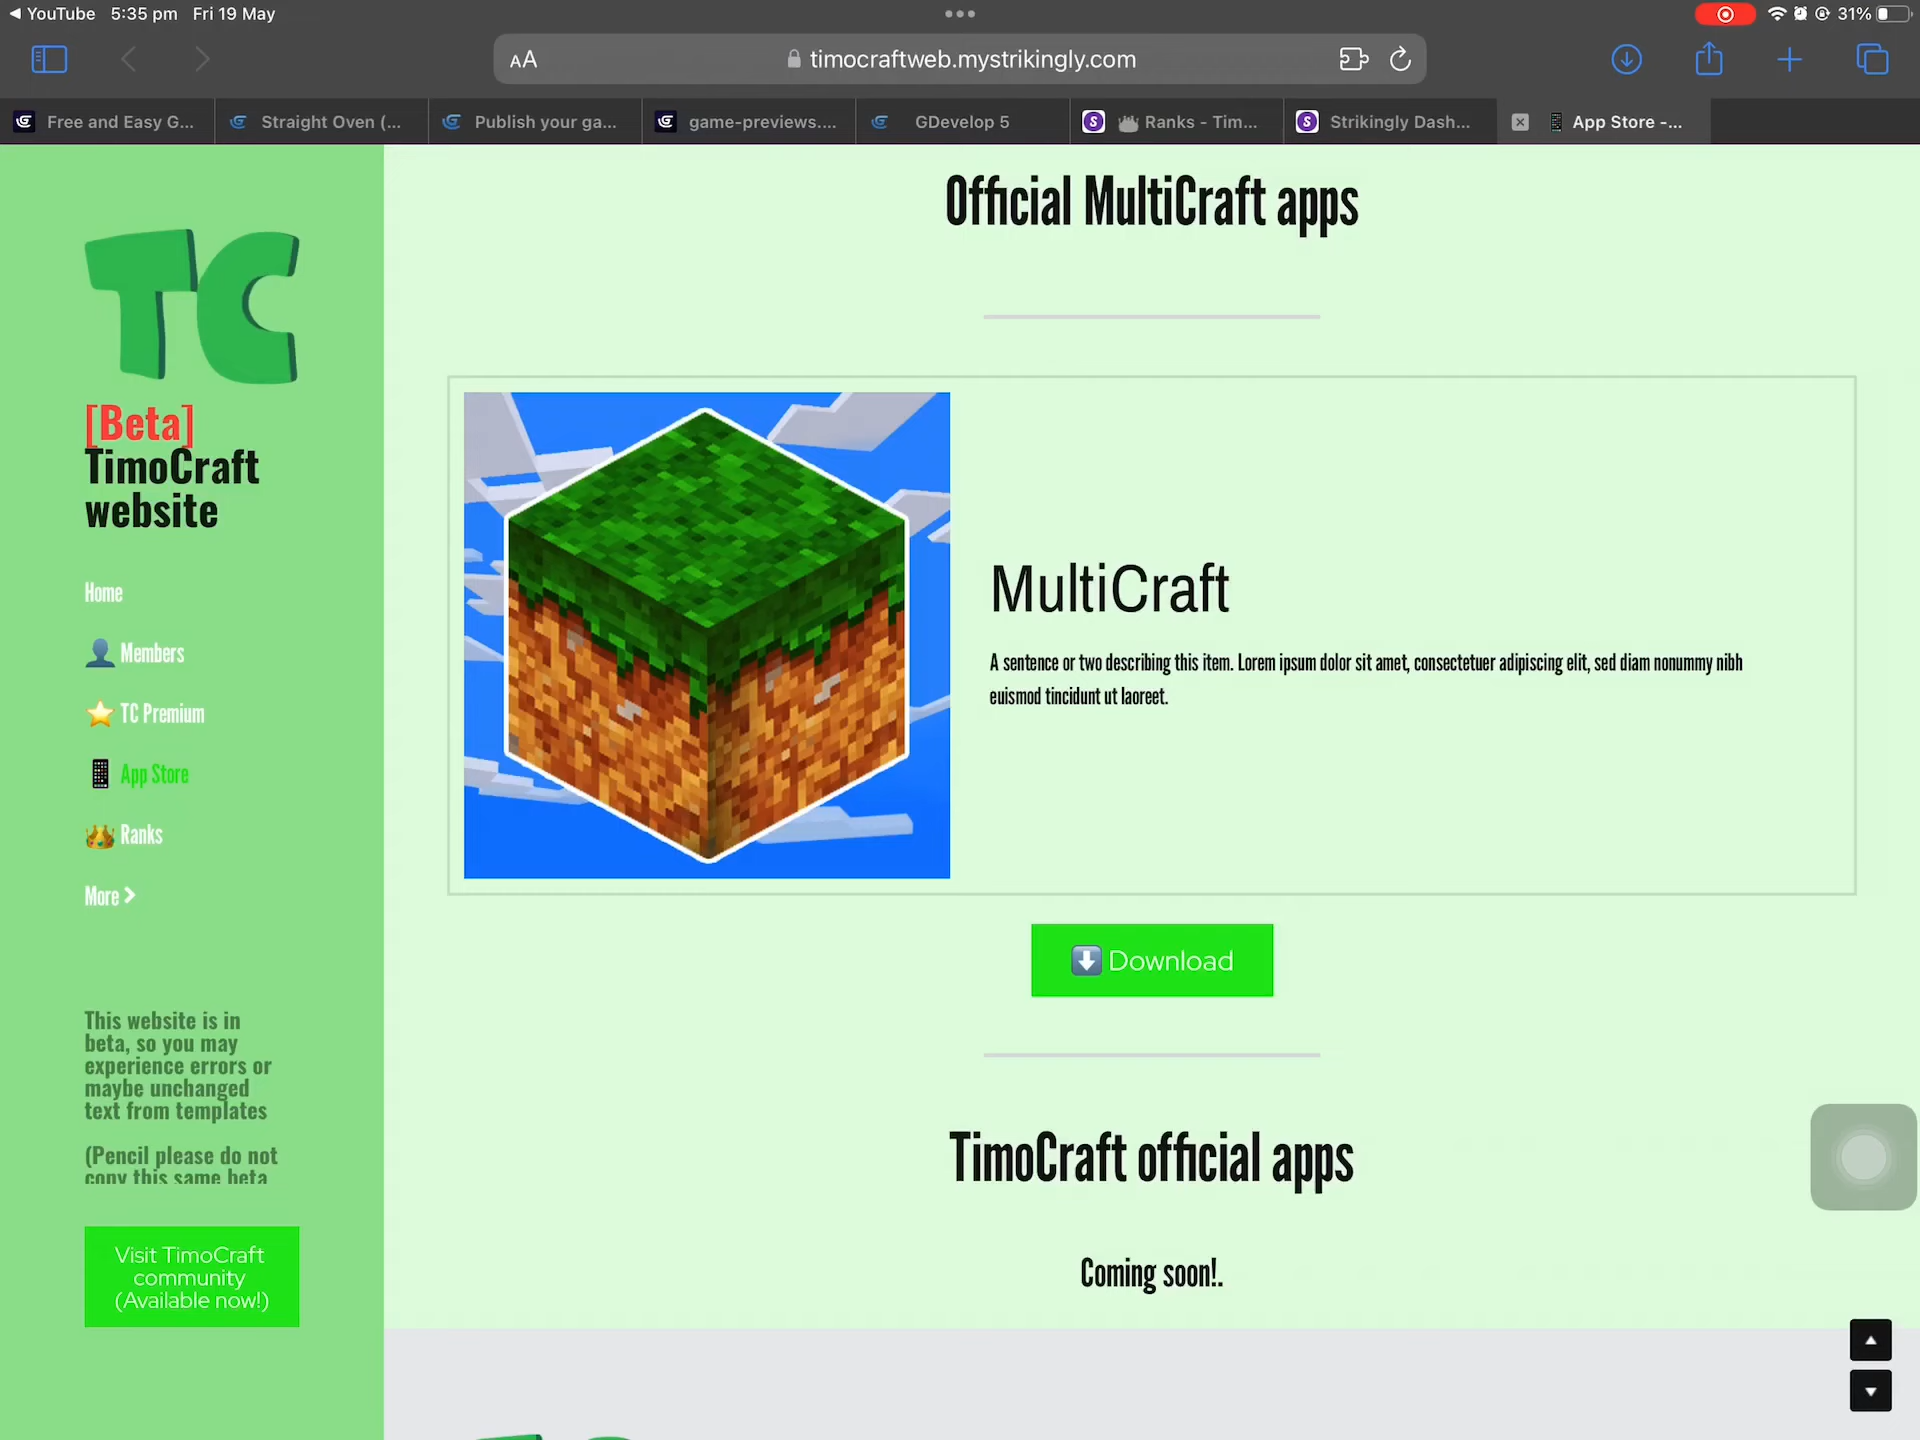 YouTube 5:35 pm Fri 19 May
31%
AA timocraftweb.mystrikingly.com
Free and Easy G...
Straight Oven (...
Publish your ga...
game-previews....
GDevelop 5
Ranks - Tim...
Strikingly Dash...
App Store -...
TC
[Beta]
TimoCraft
website
Home
Members
TC Premium
App Store
Ranks
More
This website is in
beta, so you may
experience errors or
maybe unchanged
text from templates
(Pencil please do not
copy this same beta
Visit TimoCraft
community
(Available now!)
Official MultiCraft apps
MultiCraft
A sentence or two describing this item. Lorem ipsum dolor sit amet, consectetuer adipiscing elit, sed diam nonummy nibh
euismod tincidunt ut laoreet.
Download
TimoCraft official apps
Coming soon!.